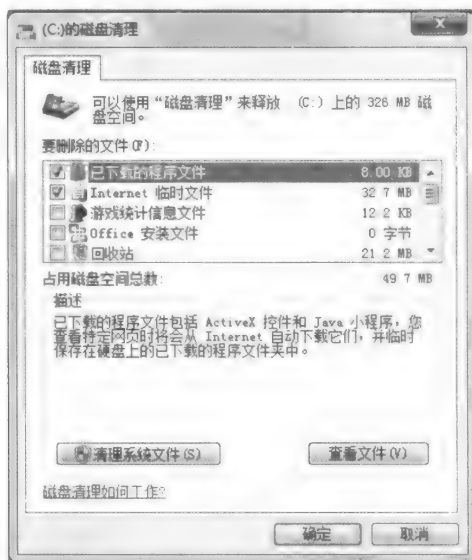 (C:)的磁盘清理
磁盘清理
可以使用“磁盘清理”来释放 (C:) 上的 326 MB 磁
盘空间。
要删除的文件(F):
已下载的程序文件 8.00 KB
Internet 临时文件 32.7 MB
游戏统计信息文件 12.2 KB
Office 安装文件 0 字节
回收站 21.2 MB
占用磁盘空间总数: 49.7 MB
描述
已下载的程序文件包括 ActiveX 控件和 Java 小程序，您
查看特定网页时将会从 Internet 自动下载它们，并临时
保存在硬盘上的已下载的程序文件夹中。
清理系统文件(S) 查看文件(V)
磁盘清理如何工作?
确定 取消